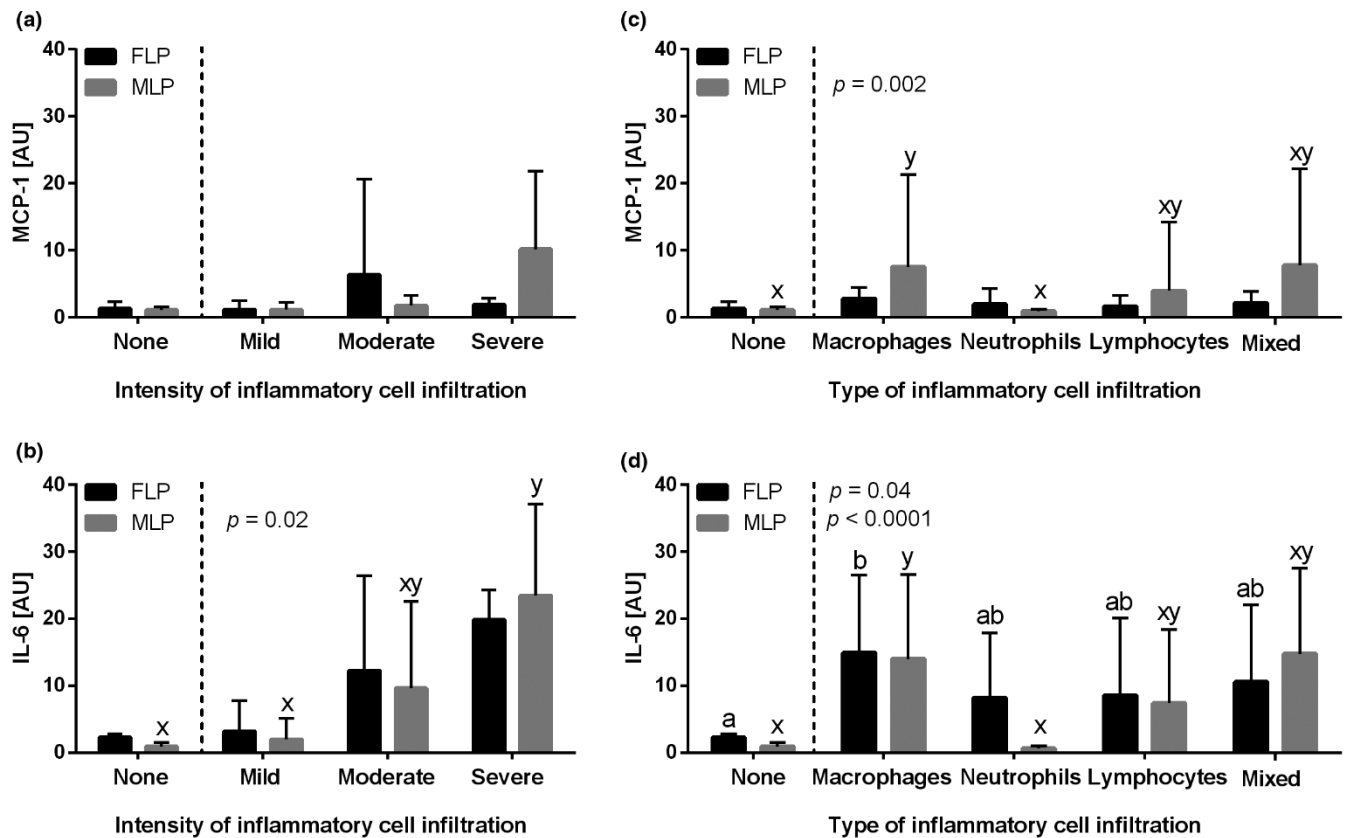 (a)
MCP-1 [AU]
40
30
20
10
0
FLP
MLP
None Mild Moderate Severe
Intensity of inflammatory cell infiltration
(c)
MCP-1 [AU]
40
30
20
10
0
FLP
MLP
p = 0.002
x y x xy xy
None Macrophages Neutrophils Lymphocytes Mixed
Type of inflammatory cell infiltration
(b)
IL-6 [AU]
40
30
20
10
0
FLP
MLP
p = 0.02
x x xy y
None Mild Moderate Severe
Intensity of inflammatory cell infiltration
(d)
IL-6 [AU]
40
30
20
10
0
FLP
MLP
p = 0.04
p < 0.0001
a x b y ab x ab xy ab xy
None Macrophages Neutrophils Lymphocytes Mixed
Type of inflammatory cell infiltration